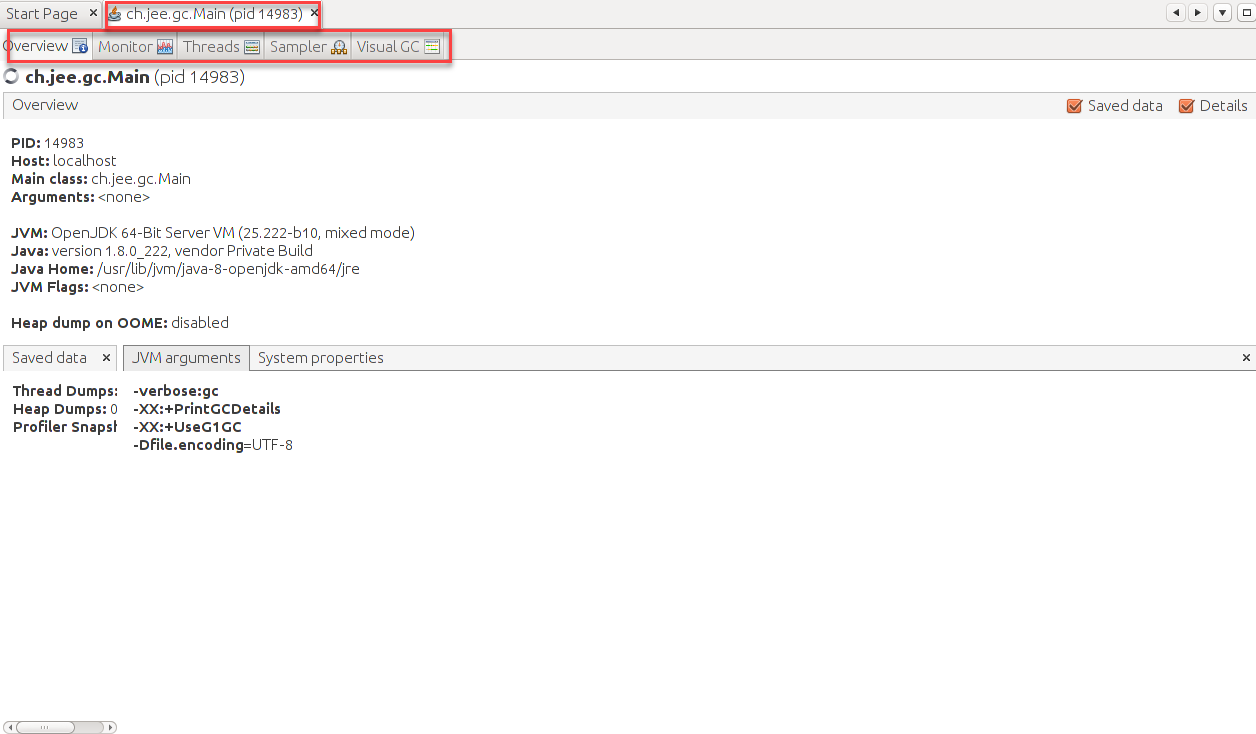 Start Page
ch.jee.gc.Main (pid 14983)
Overview Monitor Threads Sampler Visual GC
ch.jee.gc.Main (pid 14983)
Overview Saved data Details
PID: 14983
Host: localhost
Main class: ch.jee.gc.Main
Arguments: <none>
JVM: OpenJDK 64-Bit Server VM (25.222-b10, mixed mode)
Java: version 1.8.0_222, vendor Private Build
Java Home: /usr/lib/jvm/java-8-openjdk-amd64/jre
JVM Flags: <none>
Heap dump on OOME: disabled
Saved data
Thread Dumps:
Heap Dumps: 0
Profiler Snapsh
JVM arguments System properties
-verbose:gc
-XX:+PrintGCDetails
-XX:+UseG1GC
-Dfile.encoding=UTF-8